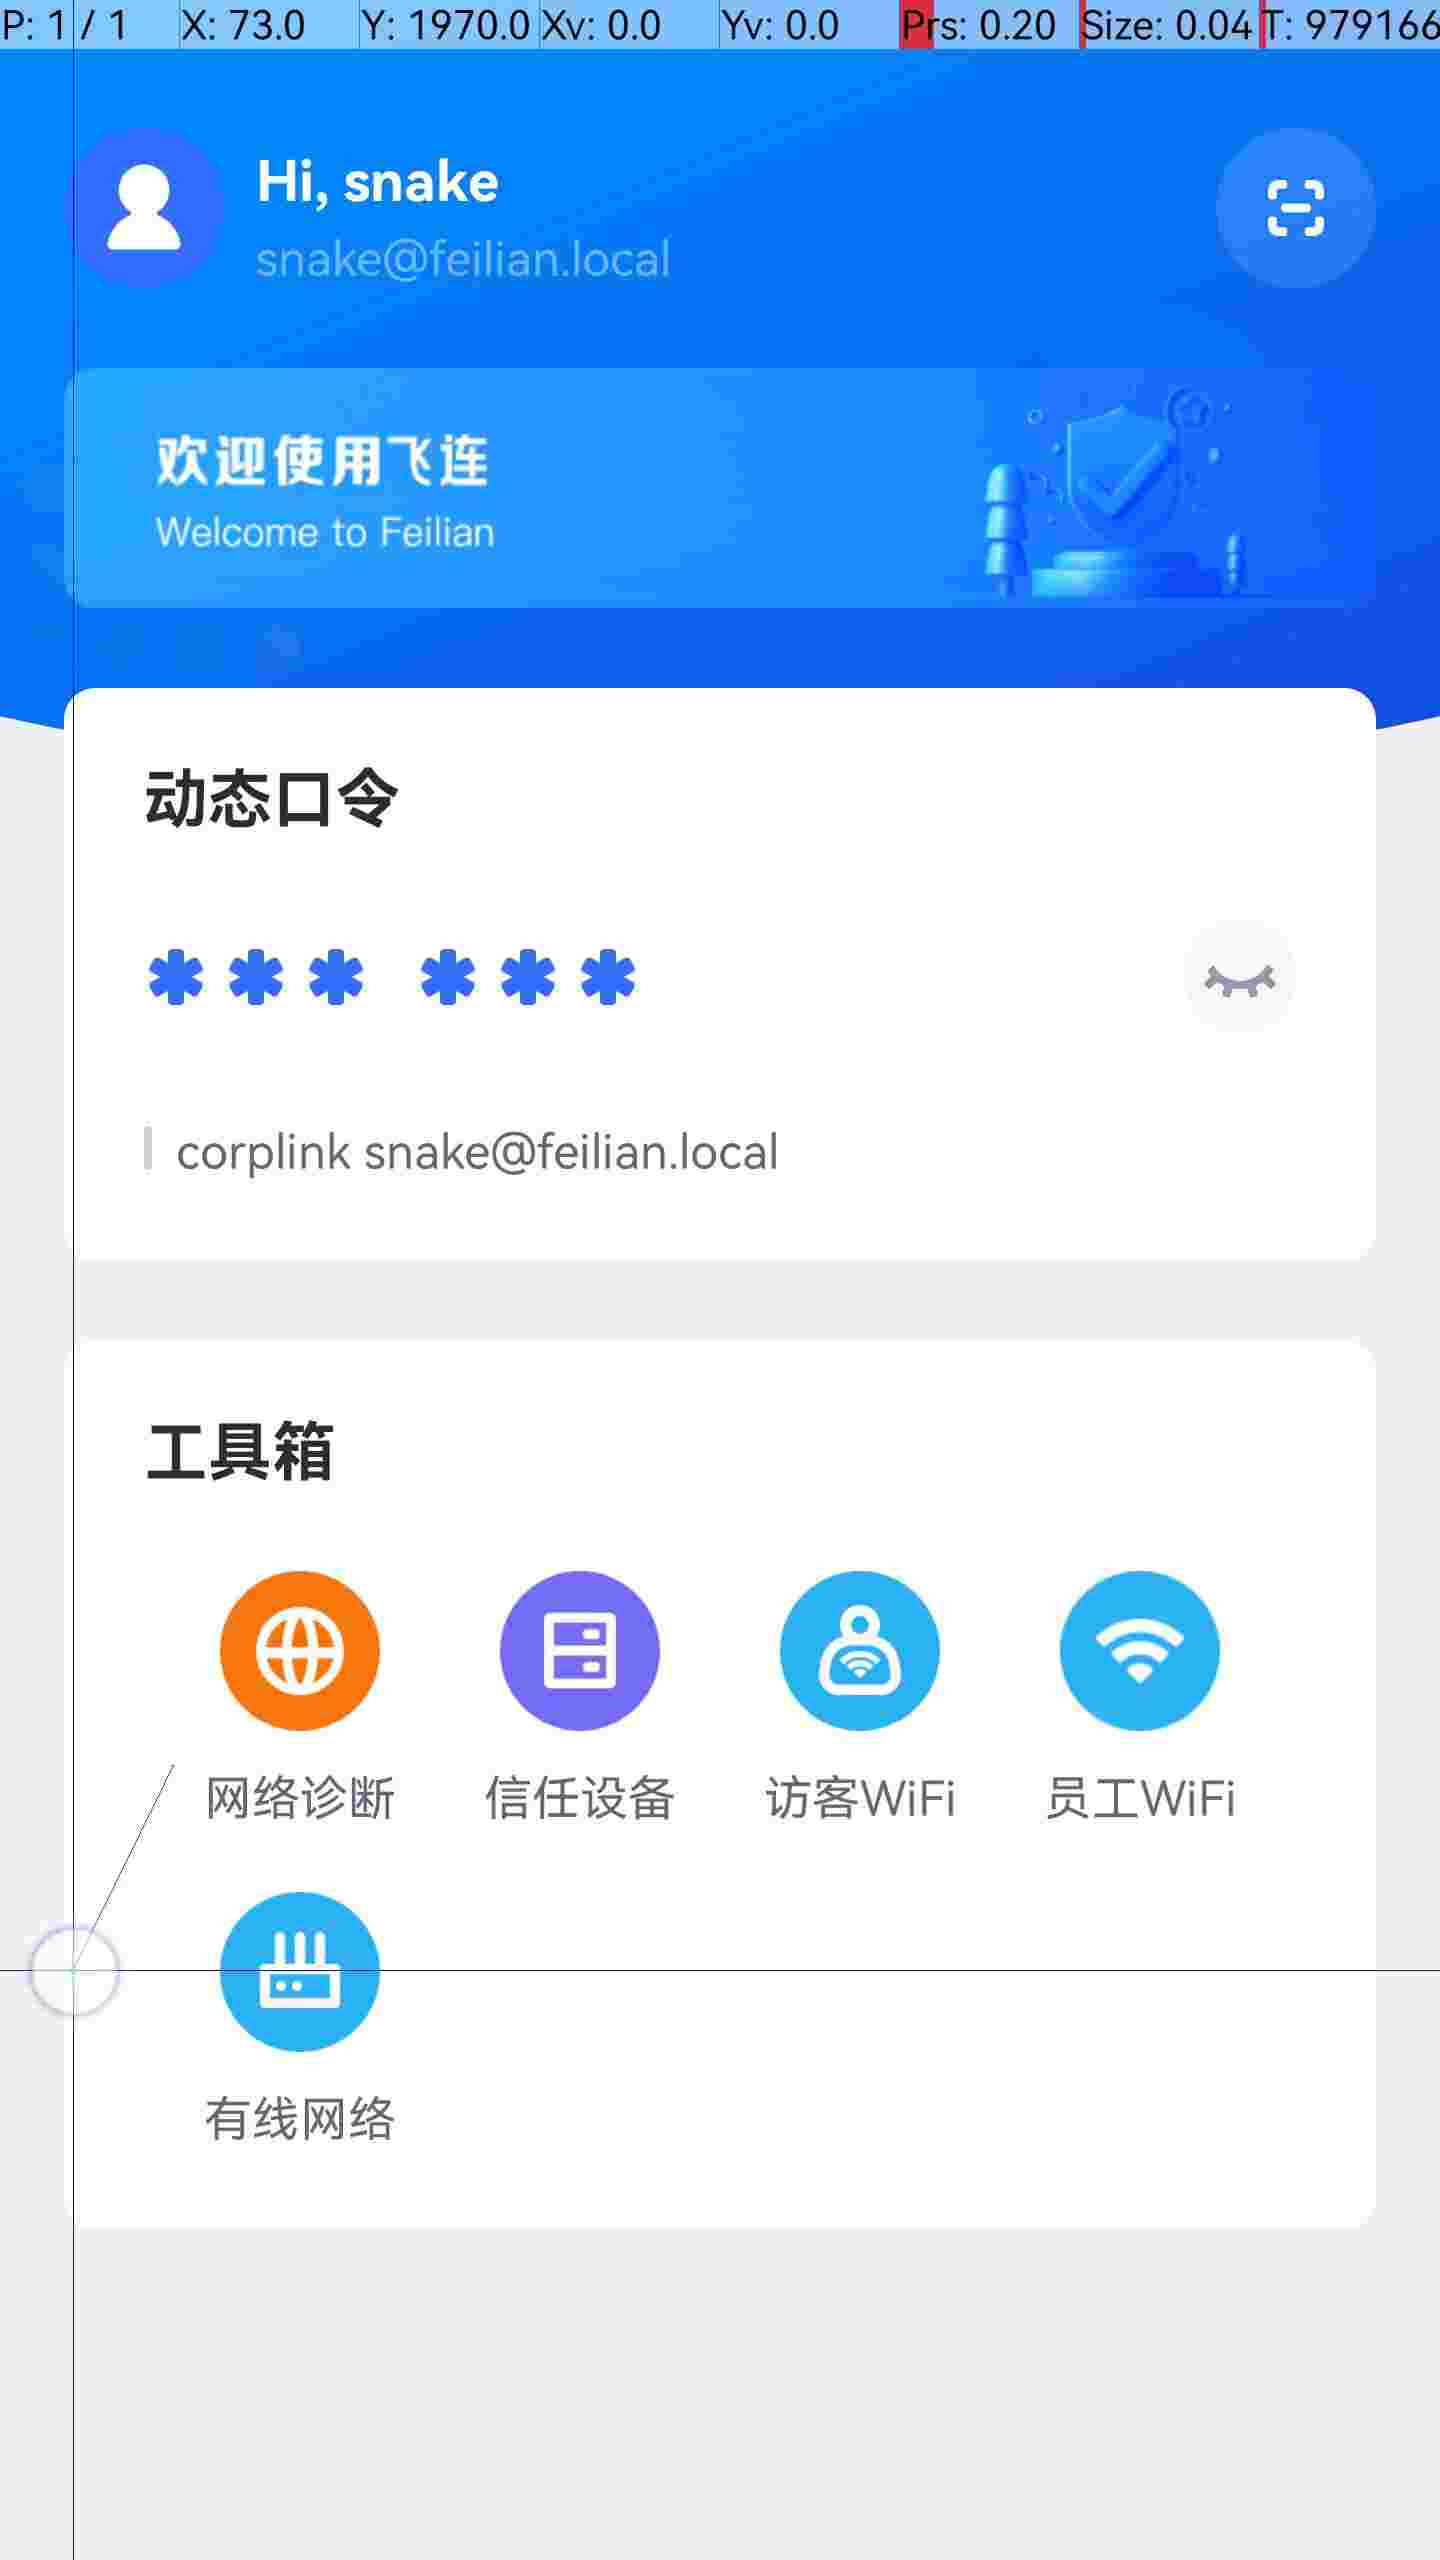 P: 1 / 1 X: 73.0 Y: 1970.0 Xv: 0.0 Yv: 0.0 Prs: 0.20 Size: 0.04 T: 979166
Hi, snake
snake@feilian.local
欢迎使用飞连
Welcome to Feilian
动态口令
*** ***
corplink snake@feilian.local
工具箱
网络诊断 信任设备 访客WiFi 员工WiFi
有线网络